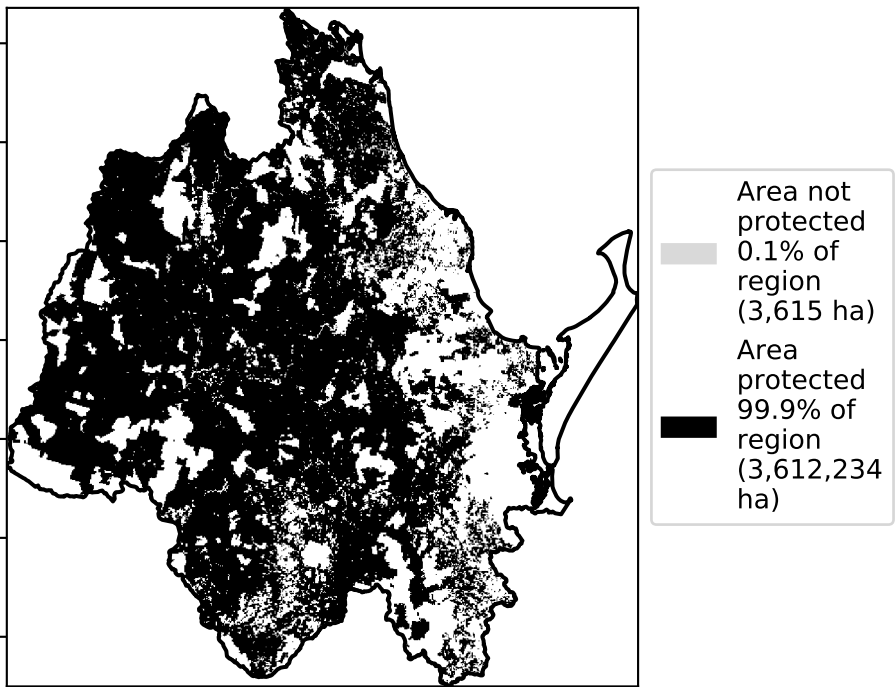 Area not
protected
0.1% of
region
(3,615 ha)
Area
protected
99.9% of
region
(3,612,234
ha)